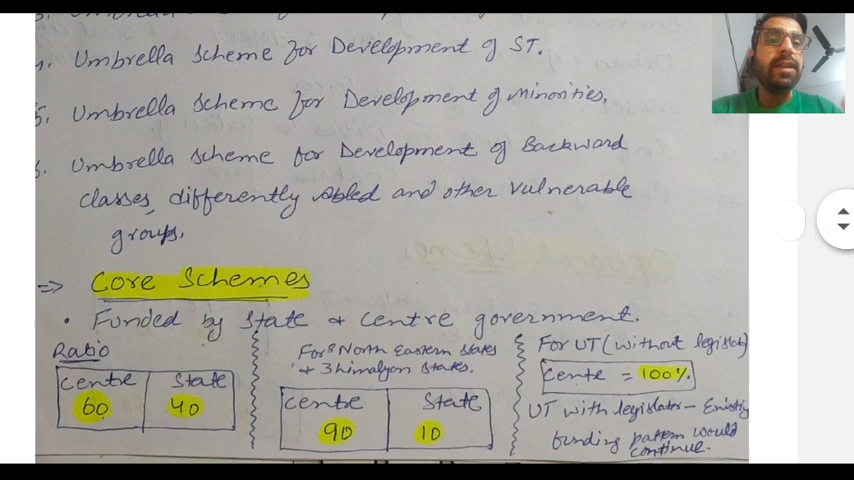 4. Umbrella Scheme for Development of ST.
5. Umbrella Scheme for Development of Minorities,
6. Umbrella scheme for Development of Backward
classes, differently Abled and other vulnerable
groups.
⇒ Core Schemes
• Funded by State & Centre government.
Ratio
Centre State
60 40
For 8 North Eastern States
+ 3 himalyan States.
Centre State
90 10
For UT (without legislatr)
Cente = 100%
UT with legislator - Existing
funding pattern would
continue.